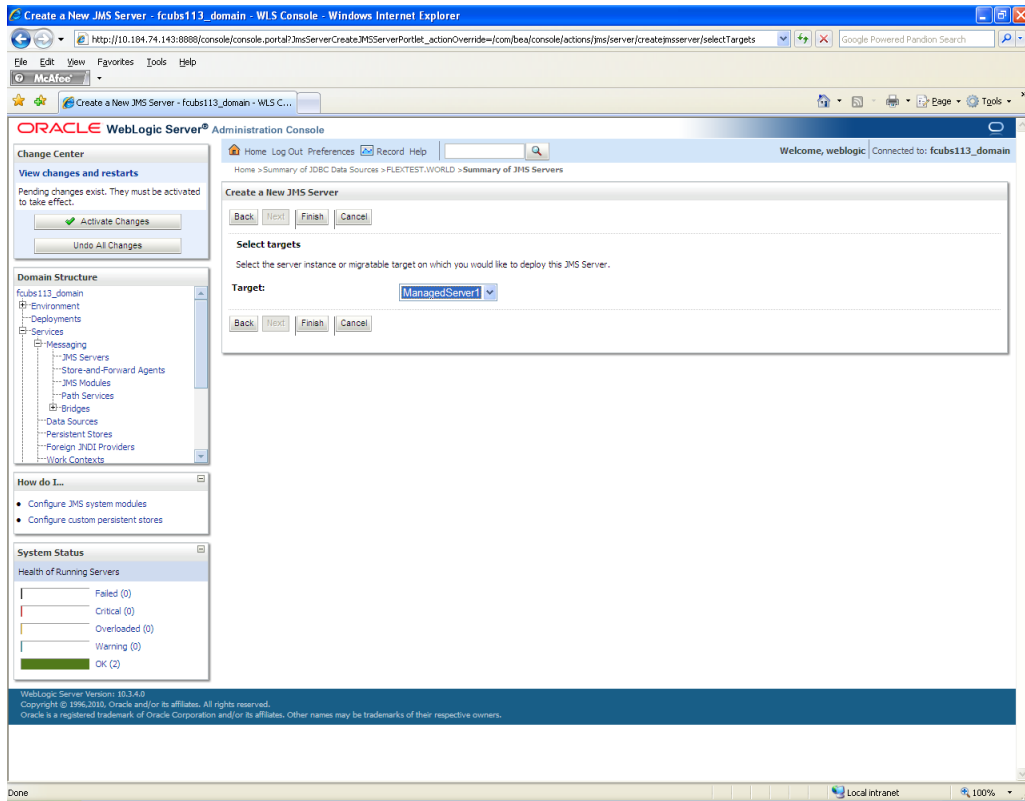 Create a New JMS Server - fcubs113_domain - WLS Console - Windows Internet Explorer
http://10.184.74.143:8888/console/console.portal?JmsServerCreateJMSServerPortlet_actionOverride=/com/bea/console/actions/jms/server/createjmsserver/selectTargets
Google Powered Pandion Search
File Edit View Favorites Tools Help
McAfee
Create a New JMS Server - fcubs113_domain - WLS C...
Page Tools
ORACLE WebLogic Server® Administration Console
Change Center
View changes and restarts
Pending changes exist. They must be activated
to take effect.
Activate Changes
Undo All Changes
Domain Structure
fcubs113_domain
Environment
Deployments
Services
Messaging
JMS Servers
Store-and-Forward Agents
JMS Modules
Path Services
Bridges
Data Sources
Persistent Stores
Foreign JNDI Providers
Work Contexts
How do I...
Configure JMS system modules
Configure custom persistent stores
System Status
Health of Running Servers
Failed (0)
Critical (0)
Overloaded (0)
Warning (0)
OK (2)
Home Log Out Preferences Record Help
Welcome, weblogic Connected to: fcubs113_domain
Home >Summary of JDBC Data Sources >FLEXTEST.WORLD >Summary of JMS Servers
Create a New JMS Server
Back Next Finish Cancel
Select targets
Select the server instance or migratable target on which you would like to deploy this JMS Server.
Target: ManagedServer1
Back Next Finish Cancel
WebLogic Server Version: 10.3.4.0
Copyright © 1996,2010, Oracle and/or its affiliates. All rights reserved.
Oracle is a registered trademark of Oracle Corporation and/or its affiliates. Other names may be trademarks of their respective owners.
Done
Local intranet
100%